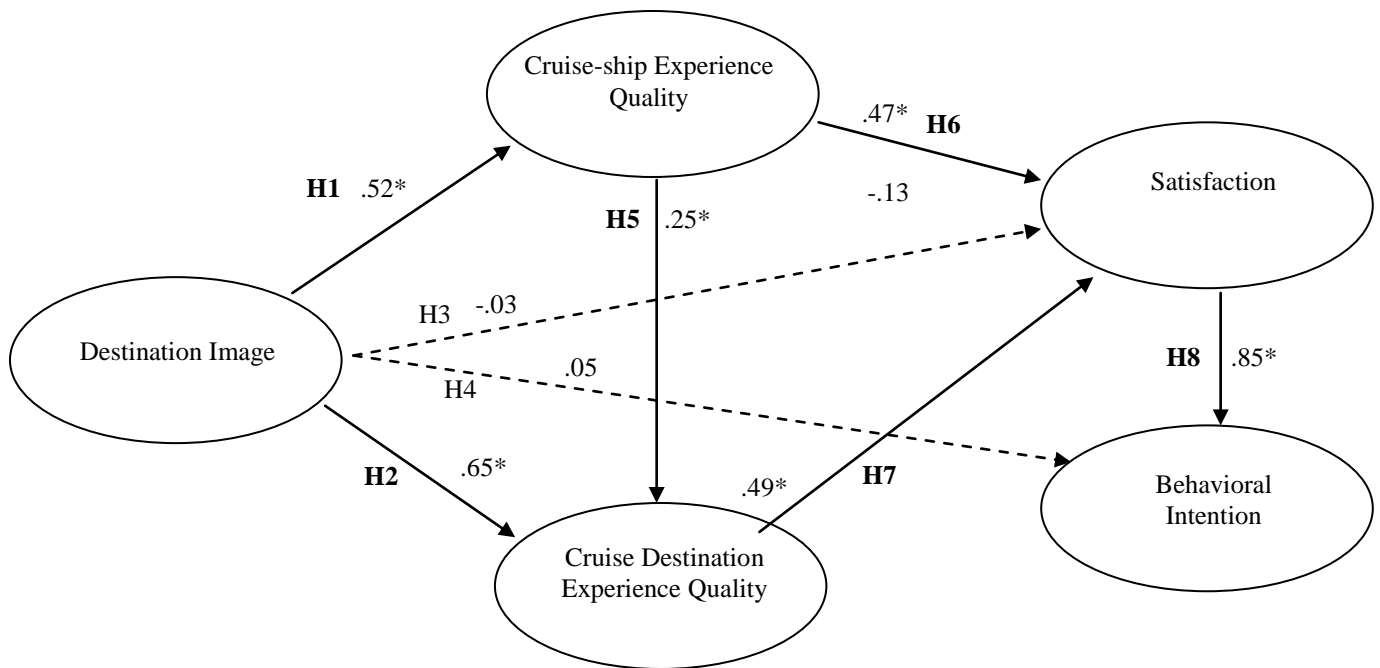 Cruise-ship Experience
Quality
.47* H6
Satisfaction
H1 .52*
-.13
H5 .25*
H3 -.03
Destination Image
.05
H4
H8 .85*
H2 .65*
.49* H7
Behavioral
Intention
Cruise Destination
Experience Quality